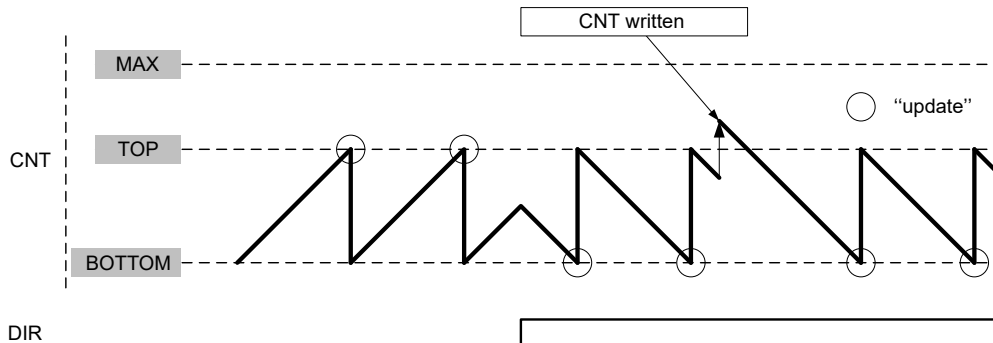 CNT written
MAX
‘‘update’’
TOP
CNT
BOTTOM
DIR